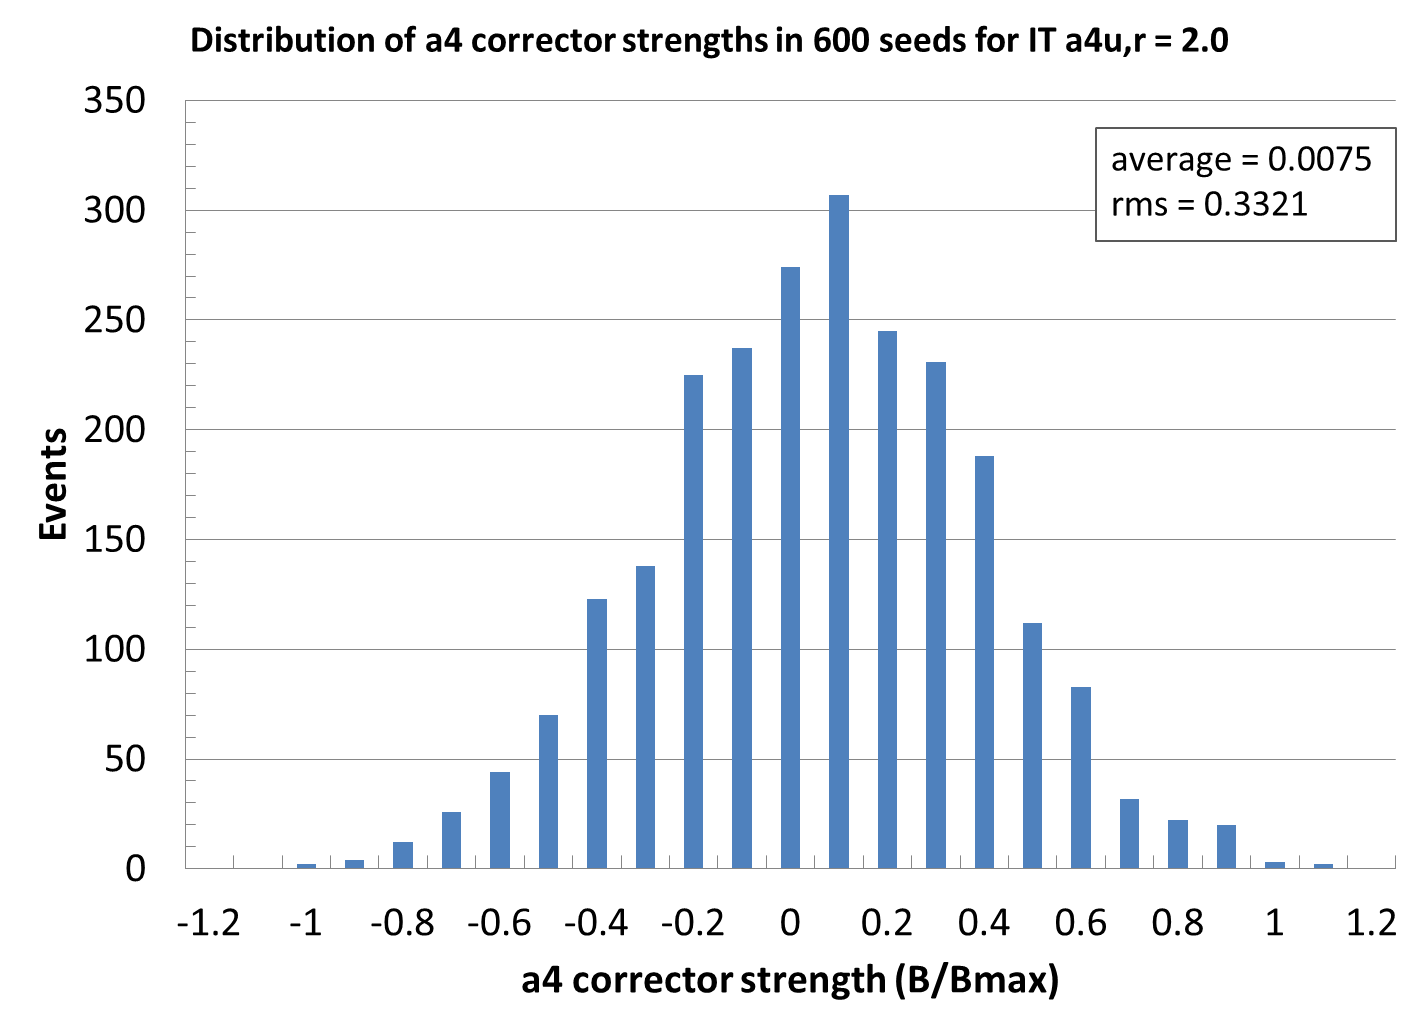 Distribution of a4 corrector strengths in 600 seeds for IT a4u,r = 2.0
350
300
250
200
150
100
50
0
average = 0.0075
rms = 0.3321
Events
-1.2 -1 -0.8 -0.6 -0.4 -0.2 0 0.2 0.4 0.6 0.8 1 1.2
a4 corrector strength (B/Bmax)